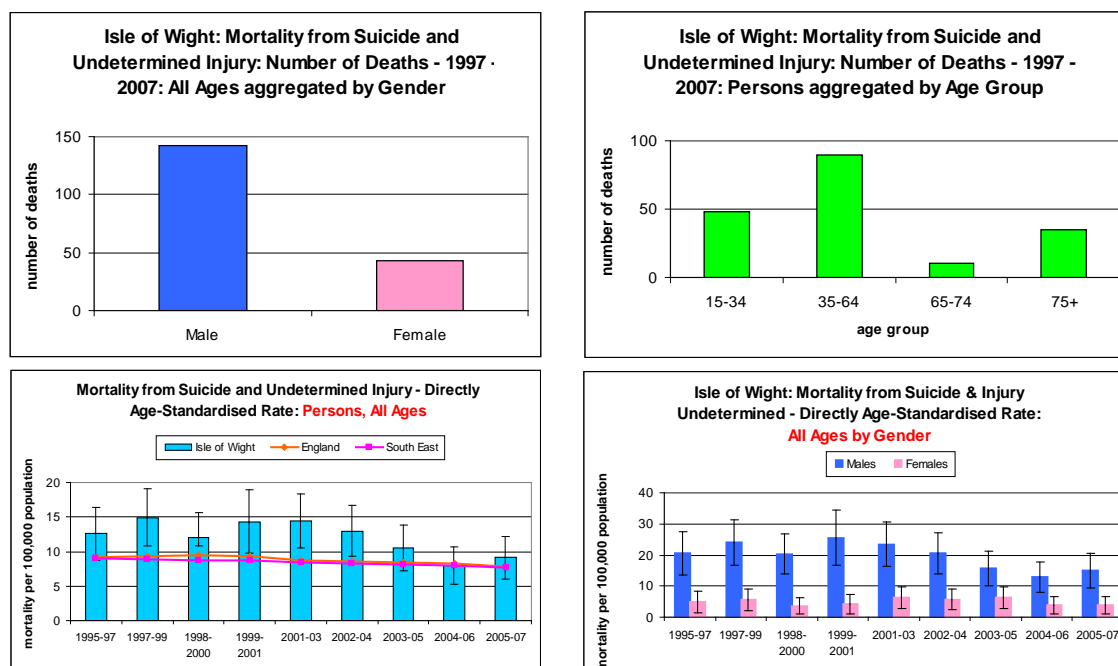 Isle of Wight: Mortality from Suicide and
Undetermined Injury: Number of Deaths - 1997 -
2007: All Ages aggregated by Gender
number of deaths
150
100
50
0
Male
Female
Isle of Wight: Mortality from Suicide and
Undetermined Injury: Number of Deaths - 1997 -
2007: Persons aggregated by Age Group
number of deaths
100
50
0
15-34
35-64
65-74
75+
age group
Mortality from Suicide and Undetermined Injury - Directly
Age-Standardised Rate: Persons, All Ages
Isle of Wight
England
South East
mortality per 100,000 population
20
15
10
5
0
1995-97
1997-99
1998-
2000
1999-
2001
2001-03
2002-04
2003-05
2004-06
2005-07
Isle of Wight: Mortality from Suicide & Injury
Undetermined - Directly Age-Standardised Rate:
All Ages by Gender
Males
Females
mortality per 100,000 population
40
30
20
10
0
1995-97
1997-99
1998-
2000
1999-
2001
2001-03
2002-04
2003-05
2004-06
2005-07